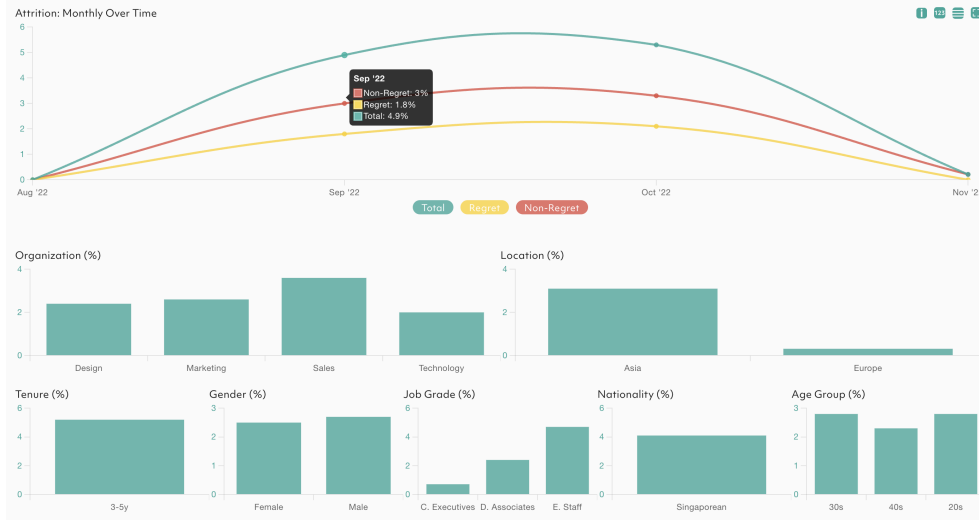 Attrition: Monthly Over Time
i 123
6
5
4
3
2
1
0
Sep '22
Non-Regret: 3%
Regret: 1.8%
Total: 4.9%
Aug '22 Sep '22 Oct '22 Nov '2
Total Regret Non-Regret
Organization (%) Location (%)
4 4
2 2
0 0
Design Marketing Sales Technology Asia Europe
Tenure (%) Gender (%) Job Grade (%) Nationality (%) Age Group (%)
6 3 6 6 3
4 2 4 4 2
2 1 2 2 1
0 0 0 0 0
3-5y Female Male C. Executives D. Associates E. Staff Singaporean 30s 40s 20s